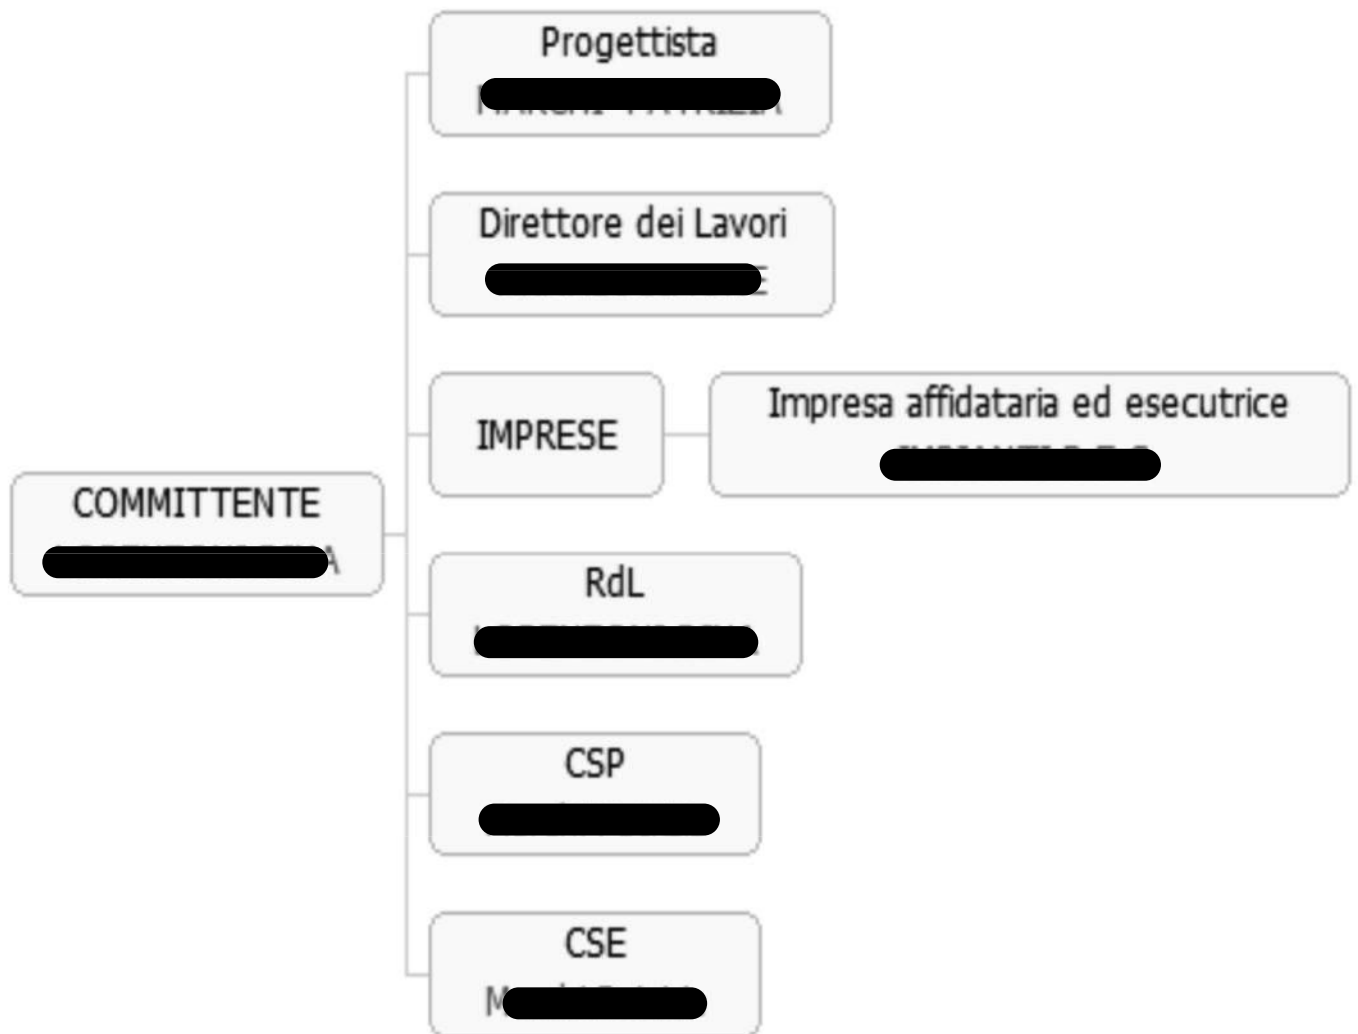 Progettista
Direttore dei Lavori
IMPRESE
Impresa affidataria ed esecutrice
COMMITTENTE
RdL
CSP
CSE